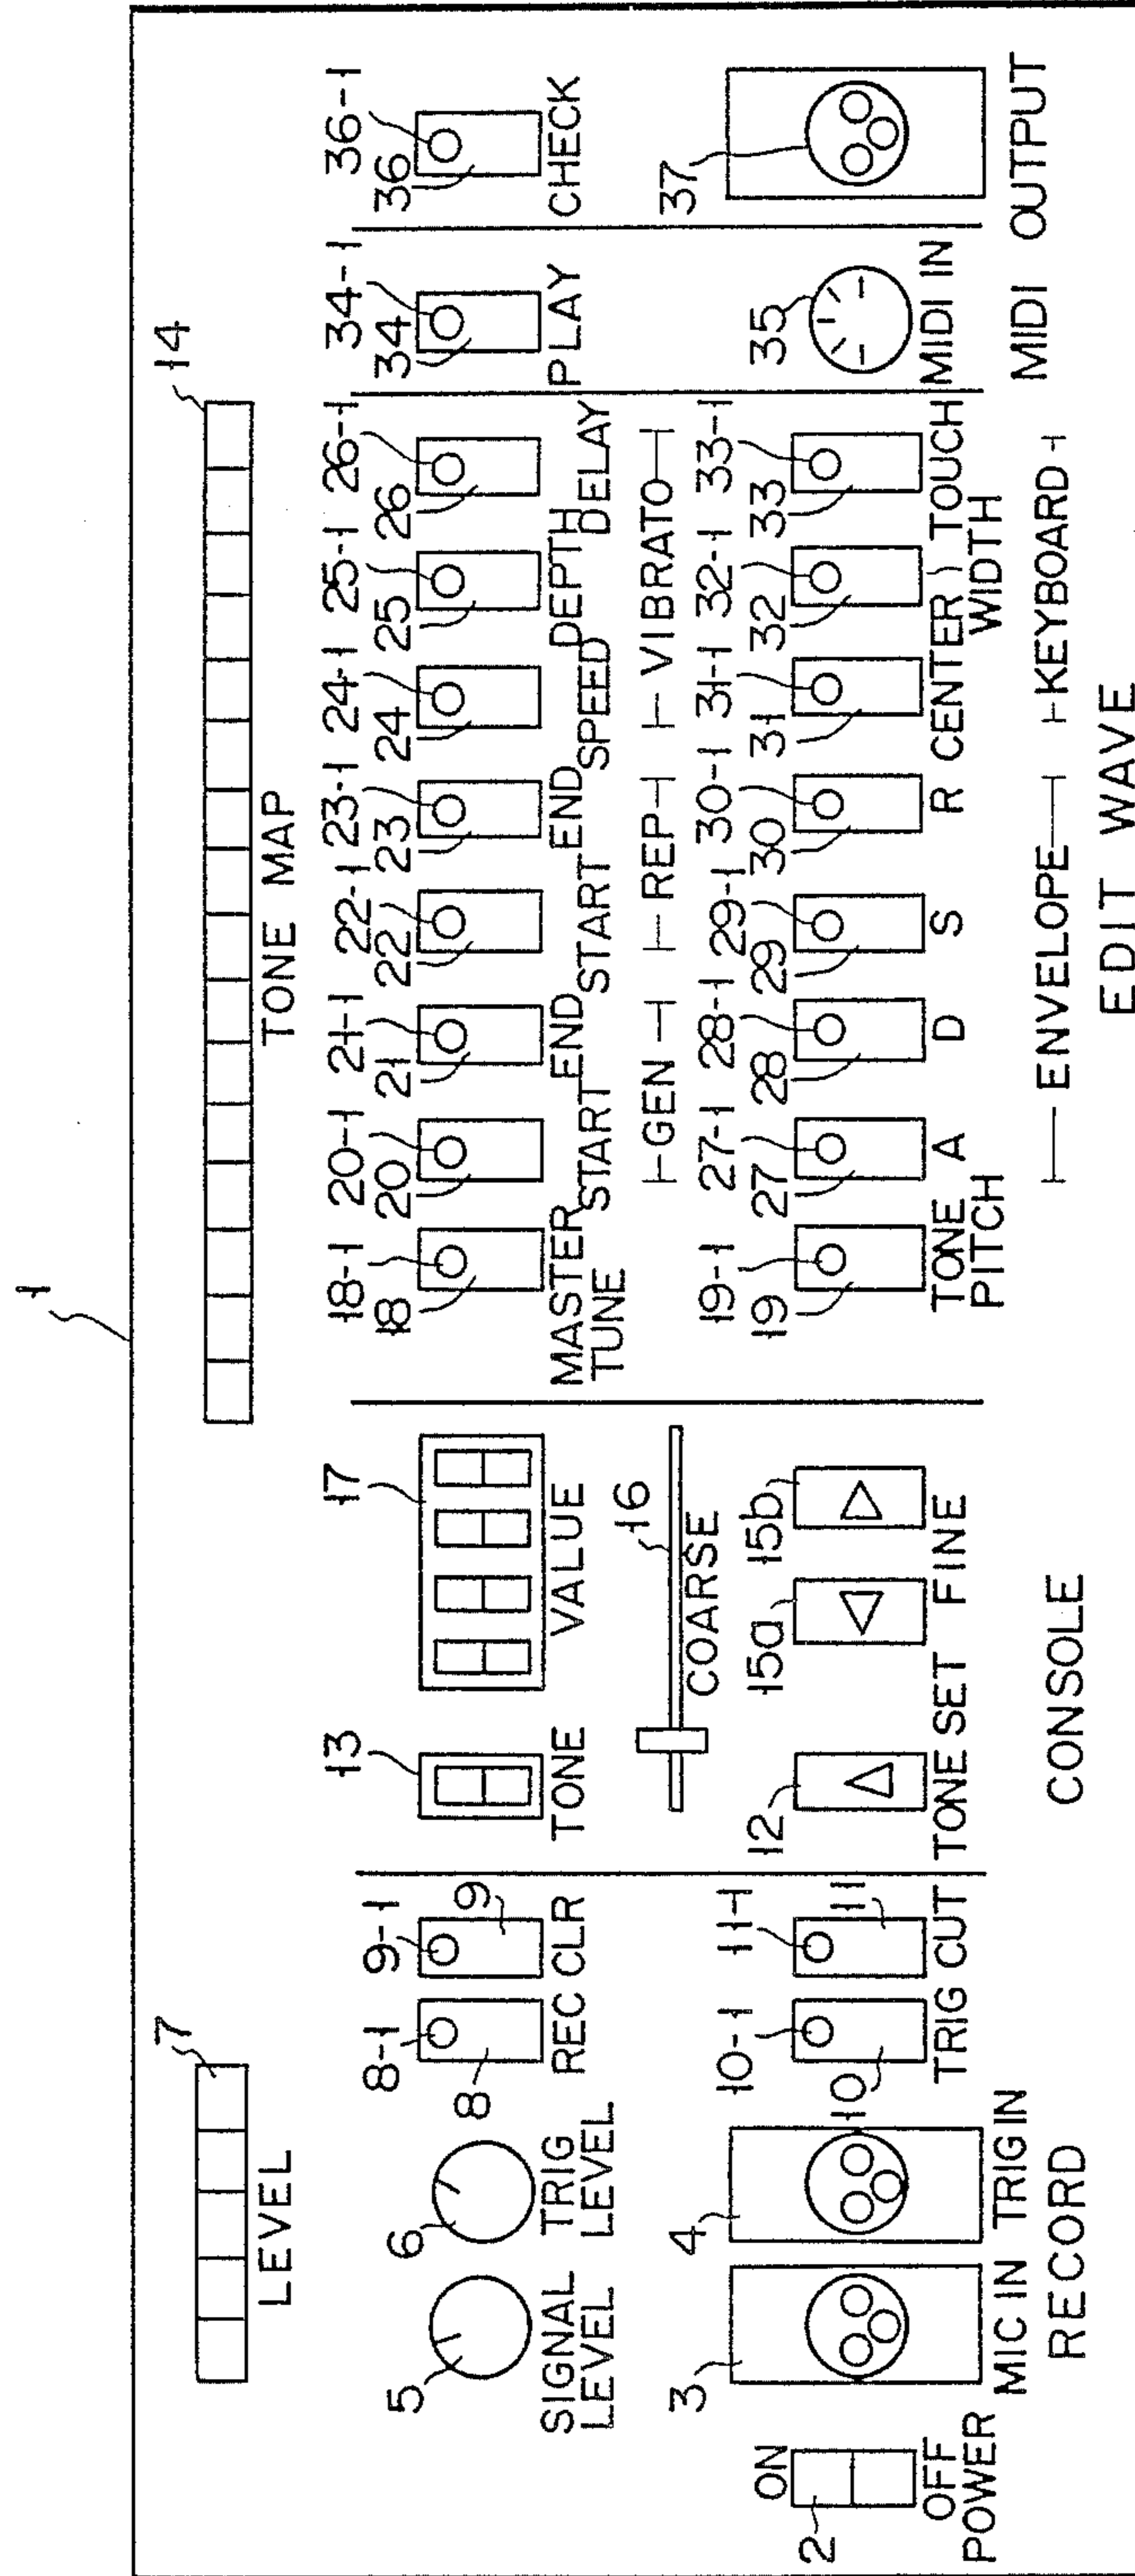 1
7
14
LEVEL
TONE MAP
5
6
8-1
9-1
8
9
SIGNAL LEVEL
TRIG LEVEL
REC CLR
13
17
TONE
VALUE
16
COARSE
18-1 20-1 21-1 22-1 23-1 24-1 25-1 26-1
18 20 21 22 23 24 25 26
MASTER TUNE
START END
START END
SPEED DEPTH DELAY
GEN
REP
VIBRATO
34-1
34
PLAY
36-1
36
CHECK
ON
2
OFF
POWER
3
4
MIC IN TRIG IN
10-1
10
11-1
11
10
TRIG CUT
12
15a
15b
TONE SET FINE
19-1 27-1 28-1 29-1 30-1 31-1 32-1 33-1
19 27 28 29 30 31 32 33
TONE PITCH
A D S R
CENTER
WIDTH
TOUCH
ENVELOPE
KEYBOARD
35
MIDI IN
37
RECORD
CONSOLE
EDIT WAVE
MIDI
OUTPUT